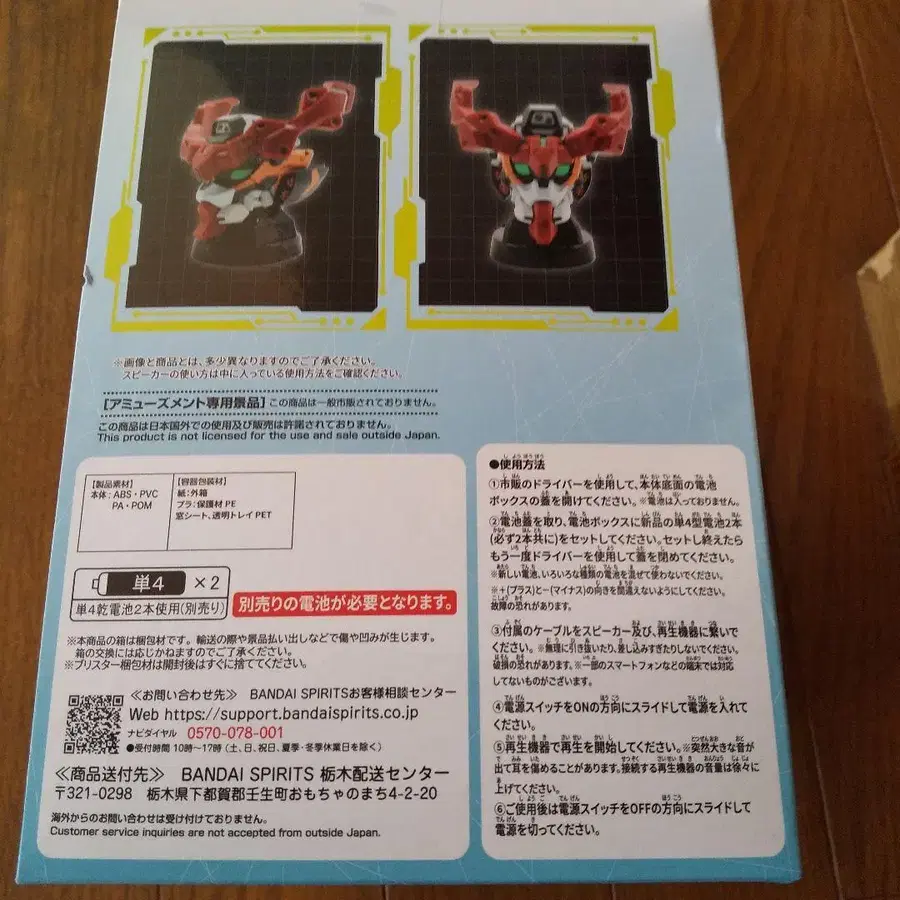 ※画像と商品とは、多少異なりますのでご了承ください。
スピーカーの使い方は中に入っている使用方法をご確認ください。
【アミューズメント専用景品】この商品は一般市販されておりません。
この商品は日本国外での使用及び販売は許諾されておりません。
This product is not licensed for the use and sale outside Japan.
【製品素材】
本体:ABS・PVC
PA・POM
【容器包装材】
紙:外箱
プラ:保護材 PE
窓シート、透明トレイ PET
単4 ×2
単4乾電池2本使用(別売り)
別売りの電池が必要となります。
※本商品の箱は梱包材です。輸送の際や景品払い出しなどで傷や凹みが生じます。
箱の交換には応じかねますのでご了承ください。
※ブリスター梱包材は開封後はすぐに捨ててください。
≪お問い合わせ先≫ BANDAI SPIRITSお客様相談センター
Web https://support.bandaispirits.co.jp
ナビダイヤル 0570-078-001
●受付時間 10時〜17時(土、日、祝日、夏季・冬季休業日を除く)
≪商品送付先≫ BANDAI SPIRITS 栃木配送センター
〒321-0298 栃木県下都賀郡壬生町おもちゃのまち4-2-20
海外からのお問い合わせは受け付けておりません。
Customer service inquiries are not accepted from outside Japan.
●使用方法
①市販のドライバーを使用して、本体底面の電池
ボックスの蓋を開けてください。※電池は入っておりません。
②電池蓋を取り、電池ボックスに新品の単4型電池2本
(必ず2本共に)をセットしてください。セットし終えたら
もう一度ドライバーを使用して蓋を閉めてください。
※新しい電池、いろいろな種類の電池を混ぜて使わないでください。
※+(プラス)と-(マイナス)の向きを間違えないようにしてください。
故障の恐れがあります。
③付属のケーブルをスピーカー及び、再生機器に繋いで
ください。※無理に引き抜いたり、差し込みすぎたりしないでください。
破損の恐れがあります。※一部のスマートフォンなどの端末では対応
してないものがございます。
④電源スイッチをONの方向にスライドして電源を入れて
ください。
⑤再生機器で再生を開始してください。※突然大きな音が
出て耳を傷めることがあります。接続する再生機器の音量は徐々に
上げてください。
⑥ご使用後は電源スイッチをOFFの方向にスライドして
電源を切ってください。